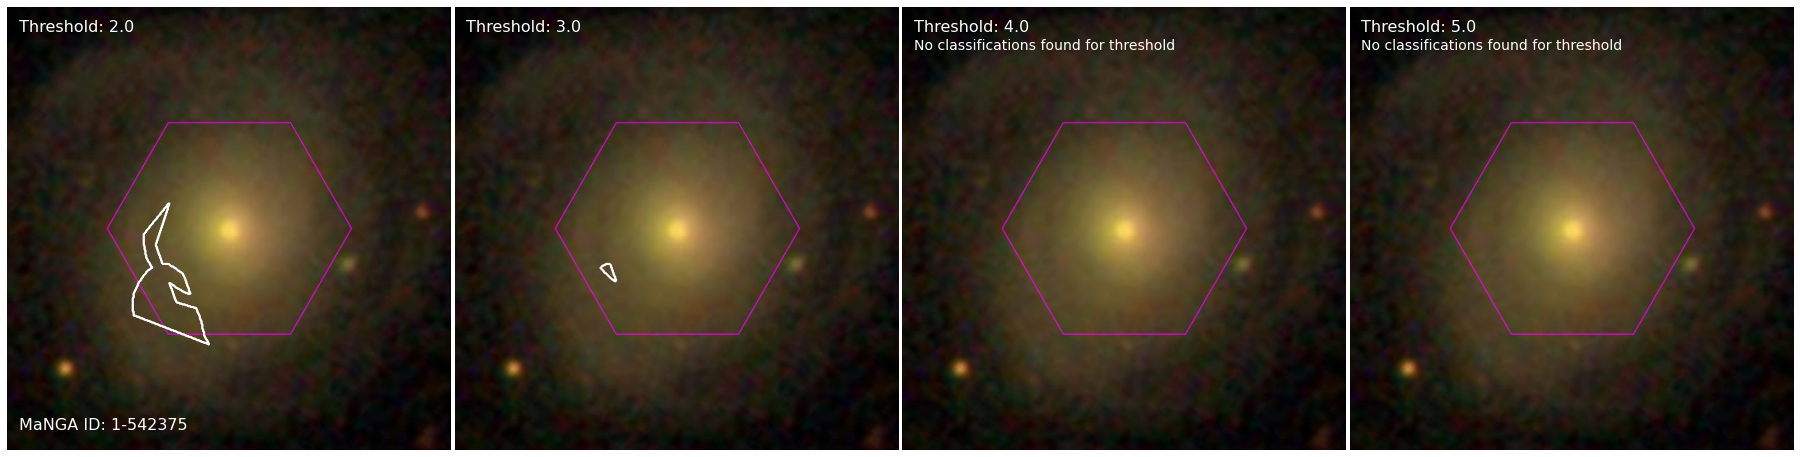 Threshold: 2.0
MaNGA ID: 1-542375
Threshold: 3.0
Threshold: 4.0
No classifications found for threshold
Threshold: 5.0
No classifications found for threshold